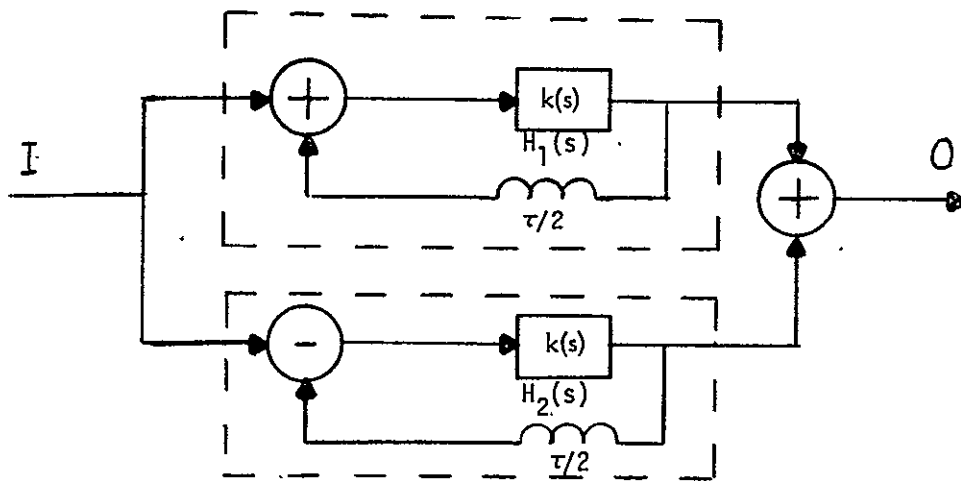 k(s)
+
H₁(s)
I
O
τ/2
+
k(s)
-
H₂(s)
τ/2